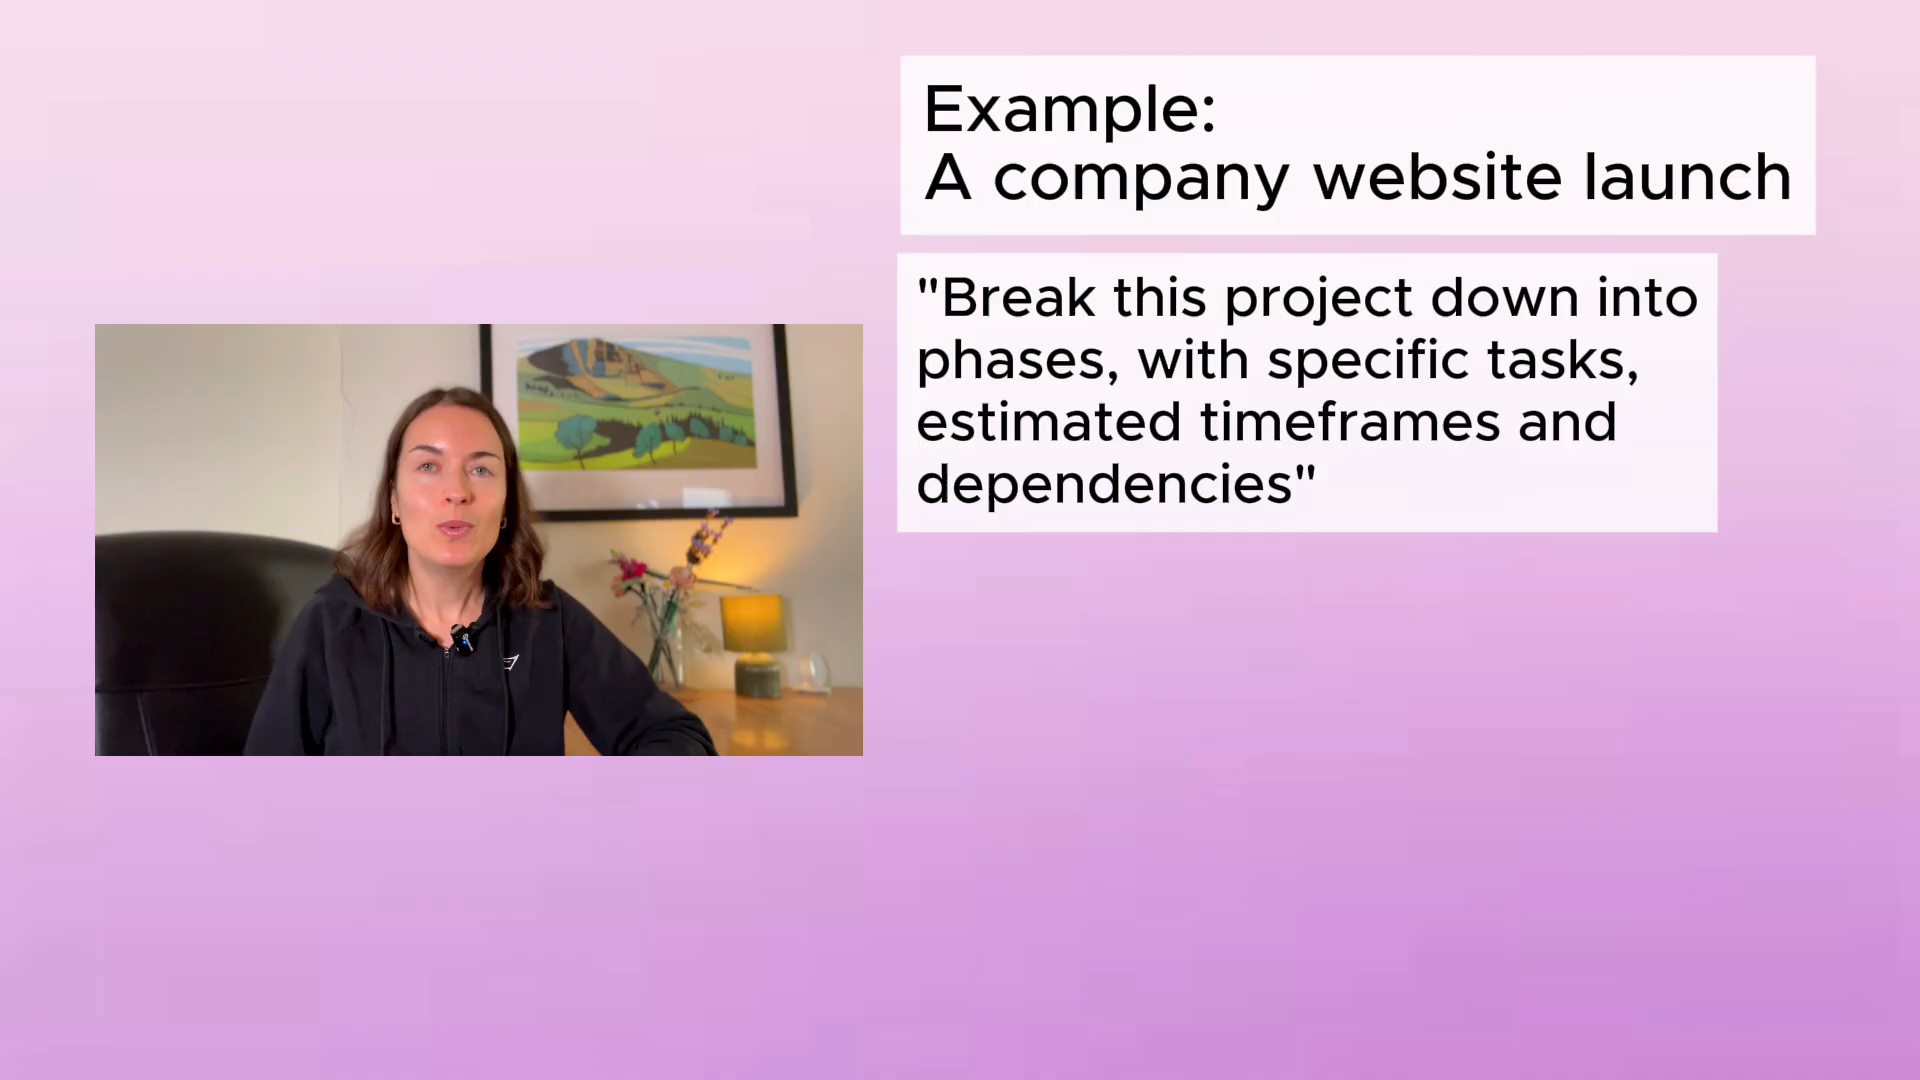 Example:
A company website launch
"Break this project down into
phases, with specific tasks,
estimated timeframes and
dependencies"